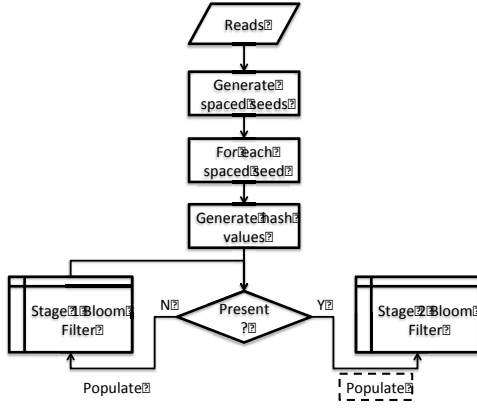 Reads
Generate
spaced seeds
For each
spaced seed
Generate hash
values
Stage 1 Bloom
Filter
N
Present
?
Y
Stage 2 Bloom
Filter
Populate
Populate